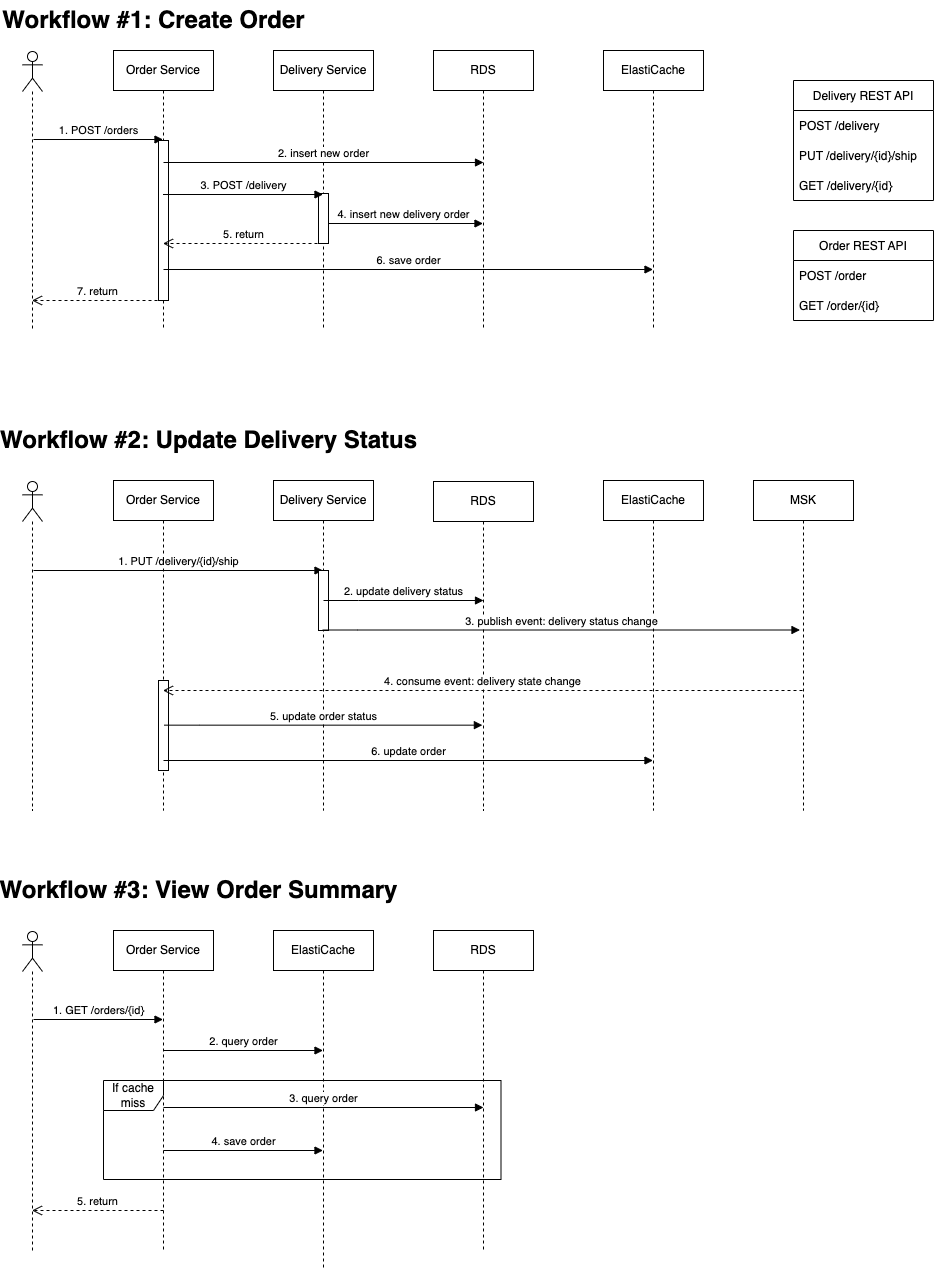 Workflow #1: Create Order
Order Service
Delivery Service
RDS
ElastiCache
1. POST /orders
2. insert new order
3. POST /delivery
4. insert new delivery order
5. return
6. save order
7. return
Delivery REST API
POST /delivery
PUT /delivery/{id}/ship
GET /delivery/{id}
Order REST API
POST /order
GET /order/{id}
Workflow #2: Update Delivery Status
Order Service
Delivery Service
RDS
ElastiCache
MSK
1. PUT /delivery/{id}/ship
2. update delivery status
3. publish event: delivery status change
4. consume event: delivery state change
5. update order status
6. update order
Workflow #3: View Order Summary
Order Service
ElastiCache
RDS
1. GET /orders/{id}
2. query order
If cache
miss
3. query order
4. save order
5. return